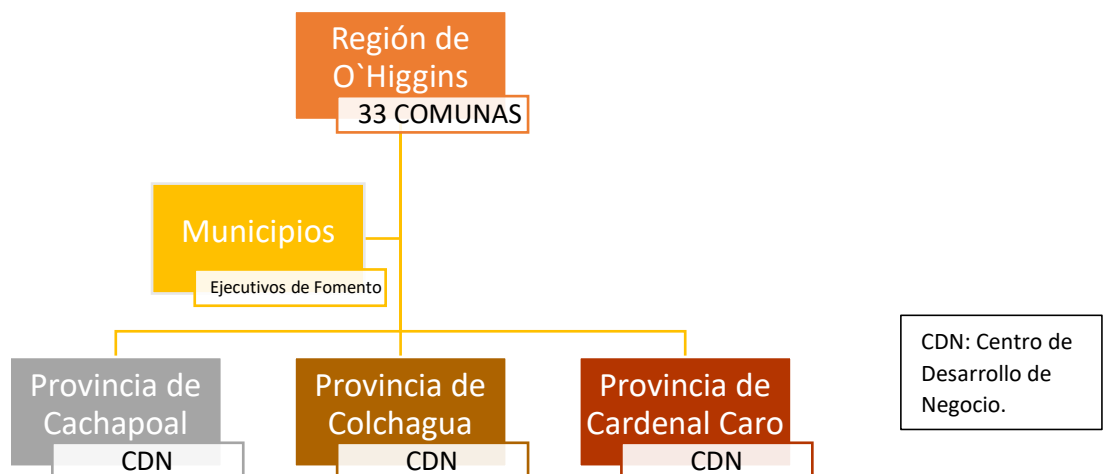 Región de
O`Higgins
33 COMUNAS
Municipios
Ejecutivos de Fomento
Provincia de
Cachapoal
CDN
Provincia de
Colchagua
CDN
Provincia de
Cardenal Caro
CDN
CDN: Centro de
Desarrollo de
Negocio.